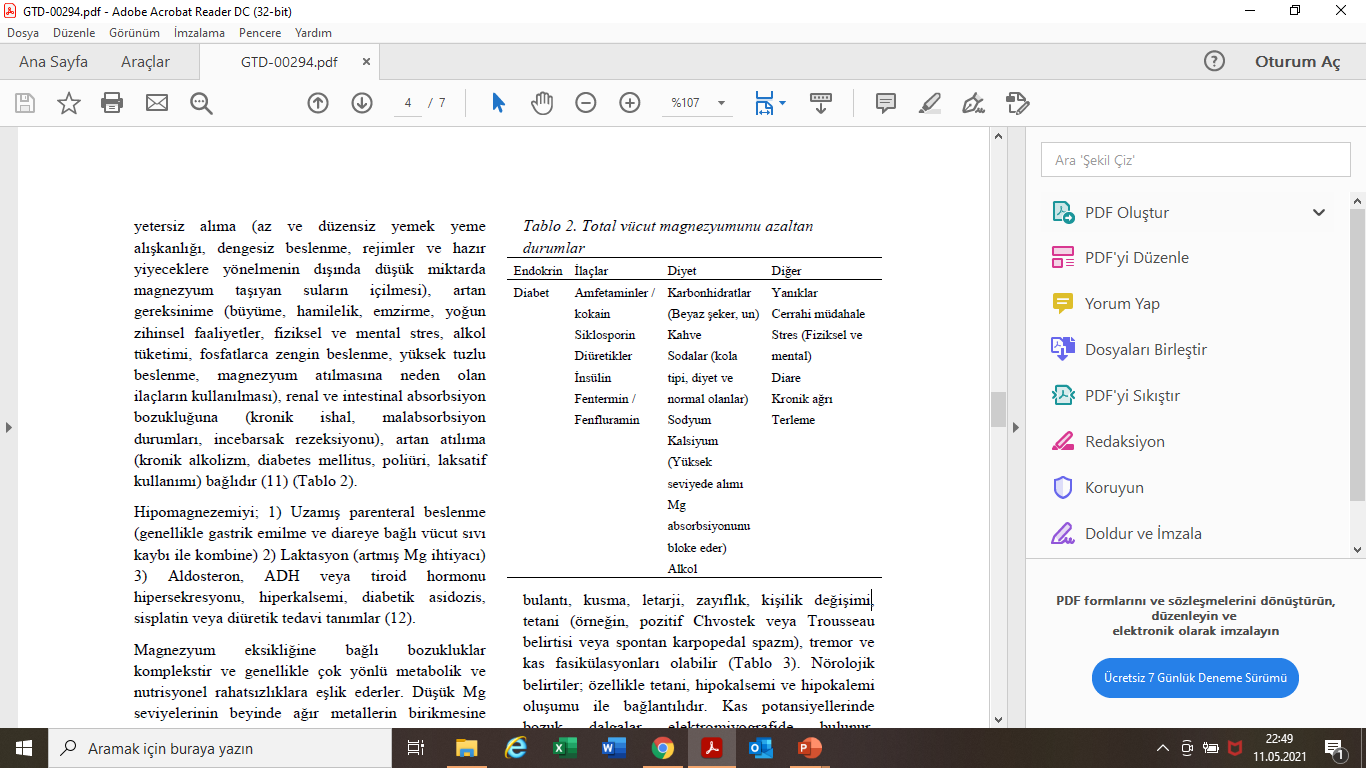 GTD-00294.pdf - Adobe Acrobat Reader DC (32-bit)
Dosya Düzenle Görünüm İmzalama Pencere Yardım
Ana Sayfa Araçlar GTD-00294.pdf × ? Oturum Aç
4 / 7 %107
yetersiz alıma (az ve düzensiz yemek yeme
alışkanlığı, dengesiz beslenme, rejimler ve hazır
yiyeceklere yönelmenin dışında düşük miktarda
magnezyum taşıyan suların içilmesi), artan
gereksinime (büyüme, hamilelik, emzirme, yoğun
zihinsel faaliyetler, fiziksel ve mental stres, alkol
tüketimi, fosfatlarca zengin beslenme, yüksek tuzlu
beslenme, magnezyum atılmasına neden olan
ilaçların kullanılması), renal ve intestinal absorbsiyon
bozukluğuna (kronik ishal, malabsorbsiyon
durumları, incebarsak rezeksiyonu), artan atılıma
(kronik alkolizm, diabetes mellitus, poliüri, laksatif
kullanımı) bağlıdır (11) (Tablo 2).
Hipomagnezemiyi; 1) Uzamış parenteral beslenme
(genellikle gastrik emilme ve diareye bağlı vücut sıvı
kaybı ile kombine) 2) Laktasyon (artmış Mg ihtiyacı)
3) Aldosteron, ADH veya tiroid hormonu
hipersekresyonu, hiperkalsemi, diabetik asidozis,
sisplatin veya diüretik tedavi tanımlar (12).
Magnezyum eksikliğine bağlı bozukluklar
komplekstir ve genellikle çok yönlü metabolik ve
nutrisyonel rahatsızlıklara eşlik ederler. Düşük Mg
seviyelerinin beyinde ağır metallerin birikmesine
Tablo 2. Total vücut magnezyumunu azaltan
durumlar
Endokrin İlaçlar Diyet Diğer
Diabet Amfetaminler / Karbonhidratlar Yanıklar
kokain (Beyaz şeker, un) Cerrahi müdahale
Siklosporin Kahve Stres (Fiziksel ve
Diüretikler Sodalar (kola mental)
İnsülin tipi, diyet ve Diare
Fentermin / normal olanlar) Kronik ağrı
Fenfluramin Sodyum Terleme
Kalsiyum
(Yüksek
seviyede alımı
Mg
absorbsiyonunu
bloke eder)
Alkol
bulantı, kusma, letarji, zayıflık, kişilik değişimi,
tetani (örneğin, pozitif Chvostek veya Trousseau
belirtisi veya spontan karpopedal spazm), tremor ve
kas fasikülasyonları olabilir (Tablo 3). Nörolojik
belirtiler; özellikle tetani, hipokalsemi ve hipokalemi
oluşumu ile bağlantılıdır. Kas potansiyellerinde
bozuk dalgalar elektromiyografide bulunur.
Ara 'Şekil Çiz'
PDF Oluştur
PDF'yi Düzenle
Yorum Yap
Dosyaları Birleştir
PDF'yi Sıkıştır
Redaksiyon
Koruyun
Doldur ve İmzala
PDF formlarını ve sözleşmelerini dönüştürün,
düzenleyin ve
elektronik olarak imzalayın
Ücretsiz 7 Günlük Deneme Sürümü
Aramak için buraya yazın
22:49
11.05.2021
1